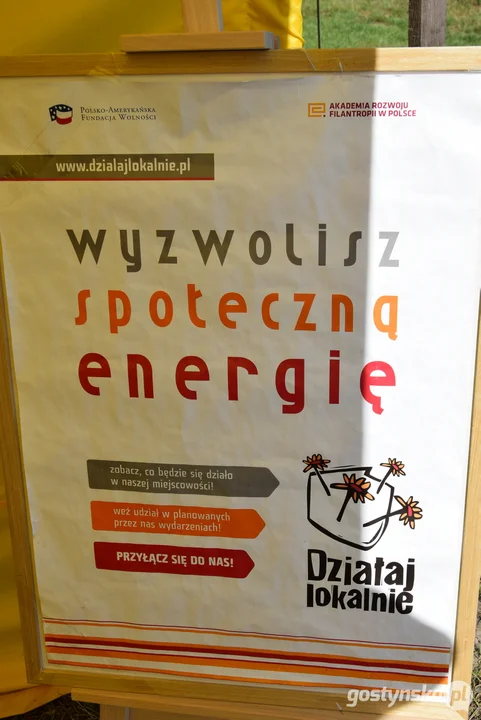 Polsko-Amerykańska
Fundacja Wolności
AKADEMIA ROZWOJU
FILANTROPII W POLSCE
www.dzialajlokalnie.pl
wyzwolisz
społeczną
energię
zobacz, co będzie się działo
w naszej miejscowości!
weź udział w planowanych
przez nas wydarzeniach!
PRZYŁĄCZ SIĘ DO NAS!
Działaj
lokalnie
gostynska.pl